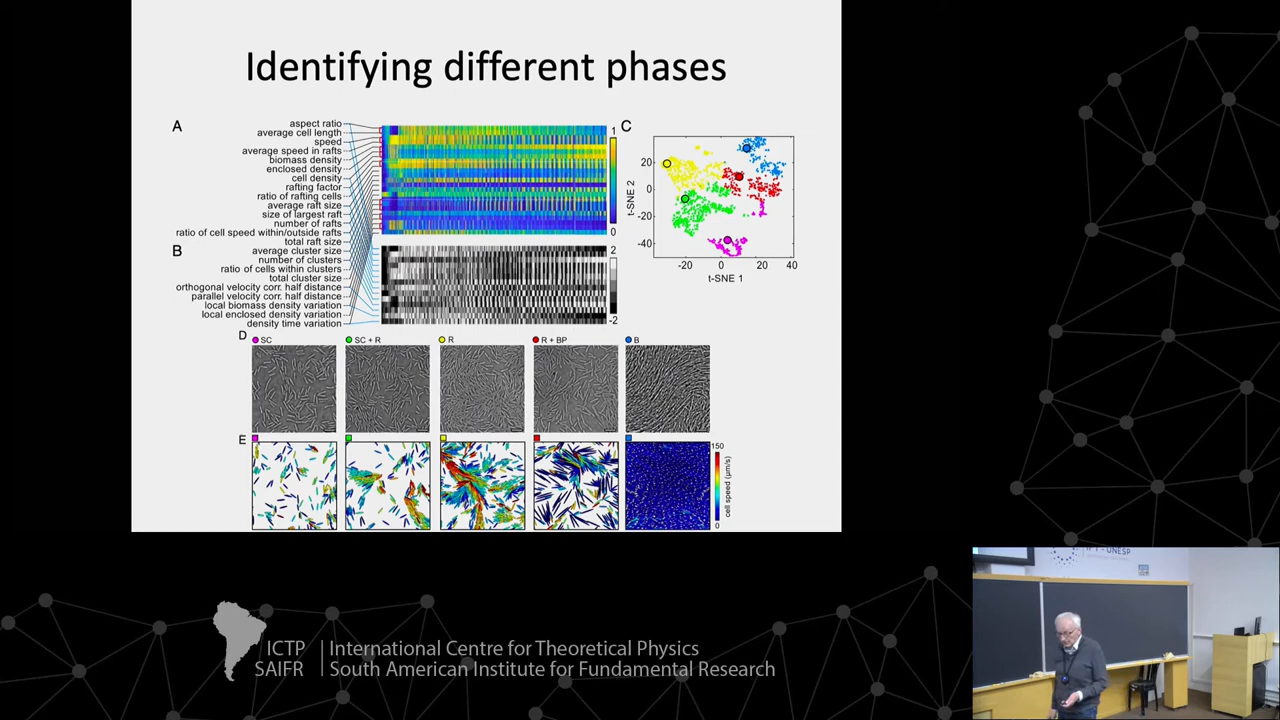 Identifying different phases
A
aspect ratio
average cell length
speed
average speed in rafts
biomass density
enclosed density
cell density
rafting factor
ratio of rafting cells
average raft size
size of largest raft
number of rafts
ratio of cell speed within/outside rafts
total raft size
average cluster size
number of clusters
ratio of cells within clusters
total cluster size
orthogonal velocity corr. half distance
parallel velocity corr. half distance
local biomass density variation
local enclosed density variation
density time variation
1
0
B
2
-2
C
t-SNE 2
20
0
-20
-40
-20 0 20 40
t-SNE 1
D
SC
SC + R
R
R + BP
B
E
150
0
cell speed (μm/s)
ICTP
SAIFR
International Centre for Theoretical Physics
South American Institute for Fundamental Research
IFT - UNESP